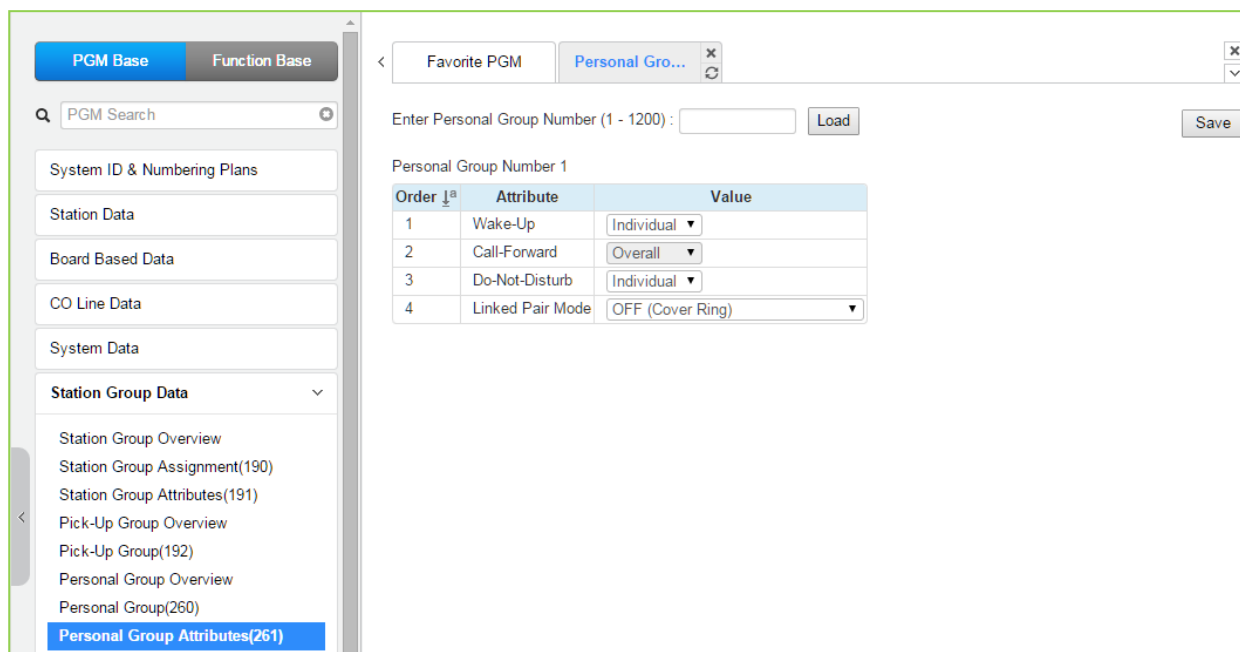 PGM Base Function Base
PGM Search
System ID & Numbering Plans
Station Data
Board Based Data
CO Line Data
System Data
Station Group Data
Station Group Overview
Station Group Assignment(190)
Station Group Attributes(191)
Pick-Up Group Overview
Pick-Up Group(192)
Personal Group Overview
Personal Group(260)
Personal Group Attributes(261)
Favorite PGM Personal Gro...
Enter Personal Group Number (1 - 1200) : Load Save
Personal Group Number 1
Order Attribute Value
1 Wake-Up Individual
2 Call-Forward Overall
3 Do-Not-Disturb Individual
4 Linked Pair Mode OFF (Cover Ring)